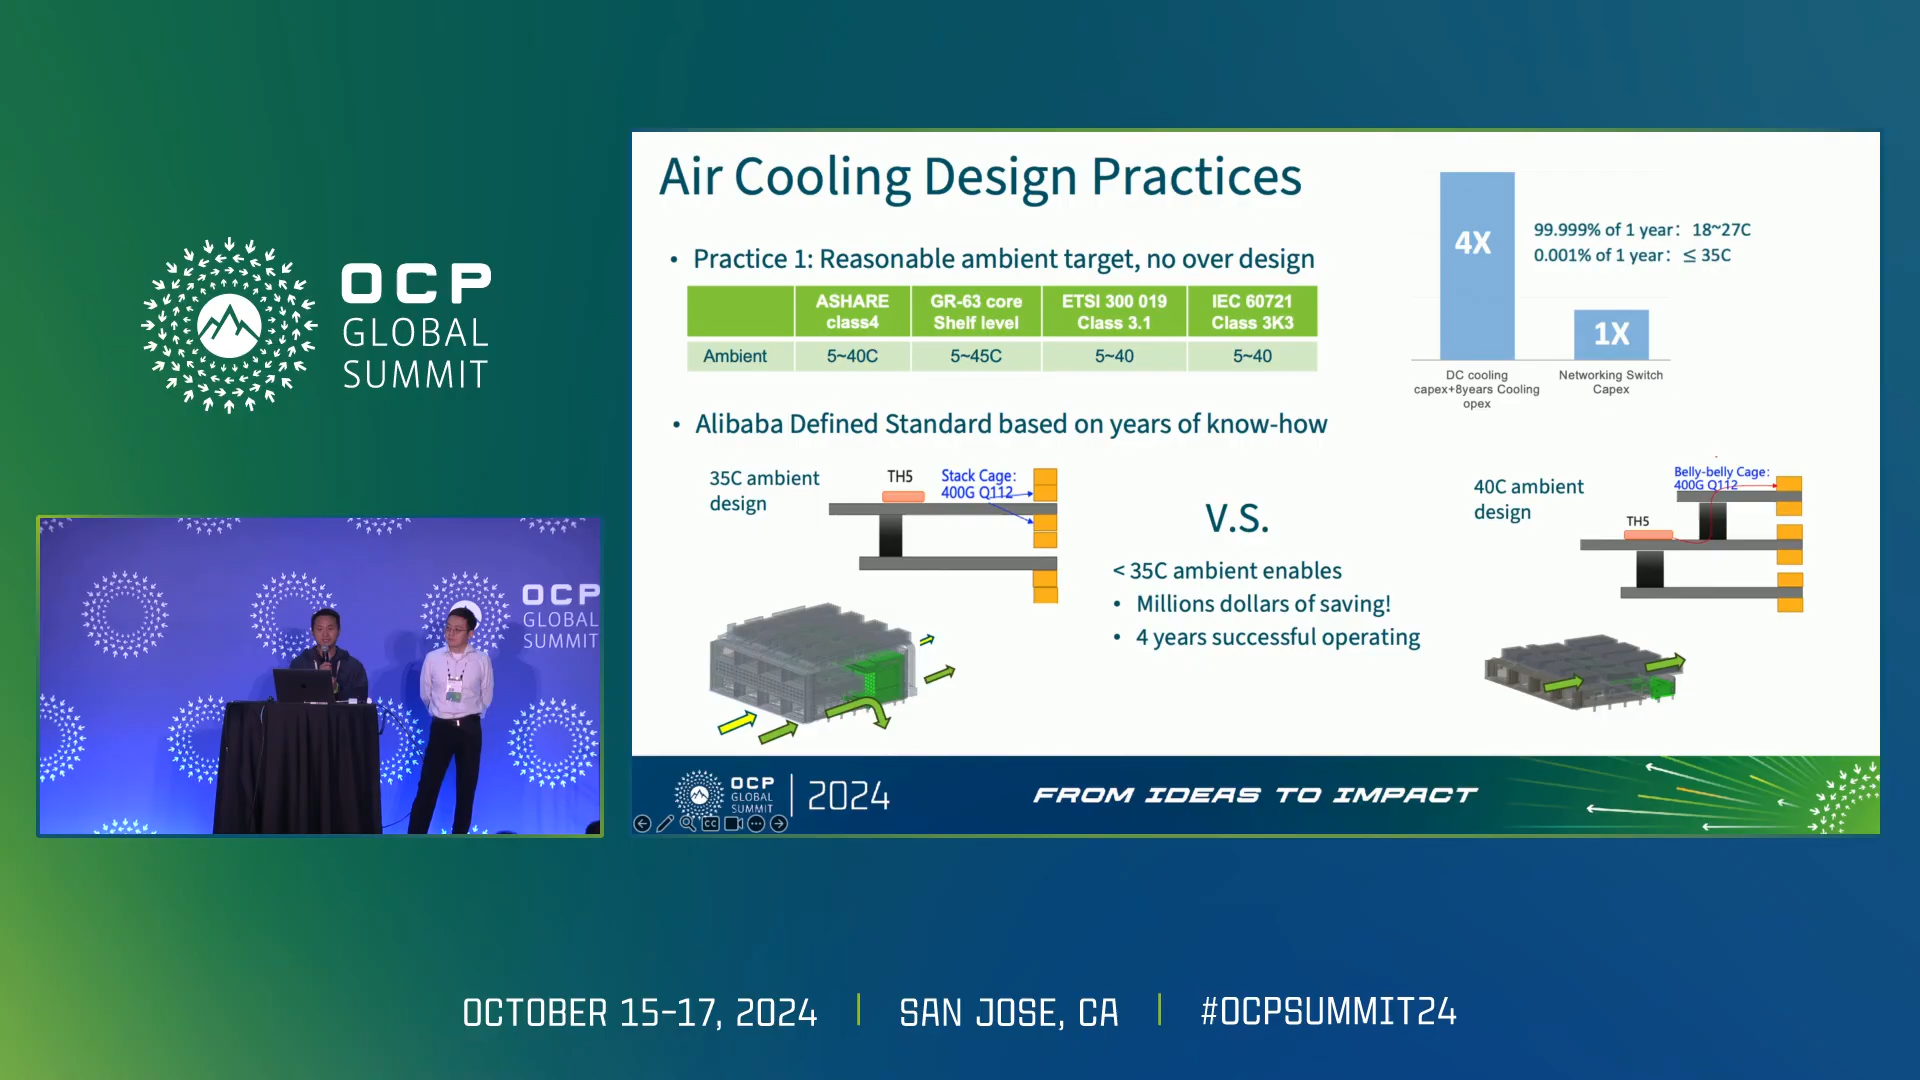 OCP
GLOBAL
SUMMIT
OCP
GLOBAL
SUMMIT
Air Cooling Design Practices
• Practice 1: Reasonable ambient target, no over design
ASHARE class4
GR-63 core Shelf level
ETSI 300 019 Class 3.1
IEC 60721 Class 3K3
Ambient 5~40C 5~45C 5~40 5~40
4X
1X
99.999% of 1 year: 18~27C
0.001% of 1 year: ≤ 35C
DC cooling
capex+8years Cooling
opex
Networking Switch
Capex
• Alibaba Defined Standard based on years of know-how
35C ambient
design
TH5
Stack Cage:
400G Q112
V.S.
< 35C ambient enables
• Millions dollars of saving!
• 4 years successful operating
40C ambient
design
Belly-belly Cage:
400G Q112
TH5
OCP
GLOBAL
SUMMIT
2024
FROM IDEAS TO IMPACT
CC
OCTOBER 15-17, 2024 | SAN JOSE, CA | #OCPSUMMIT24